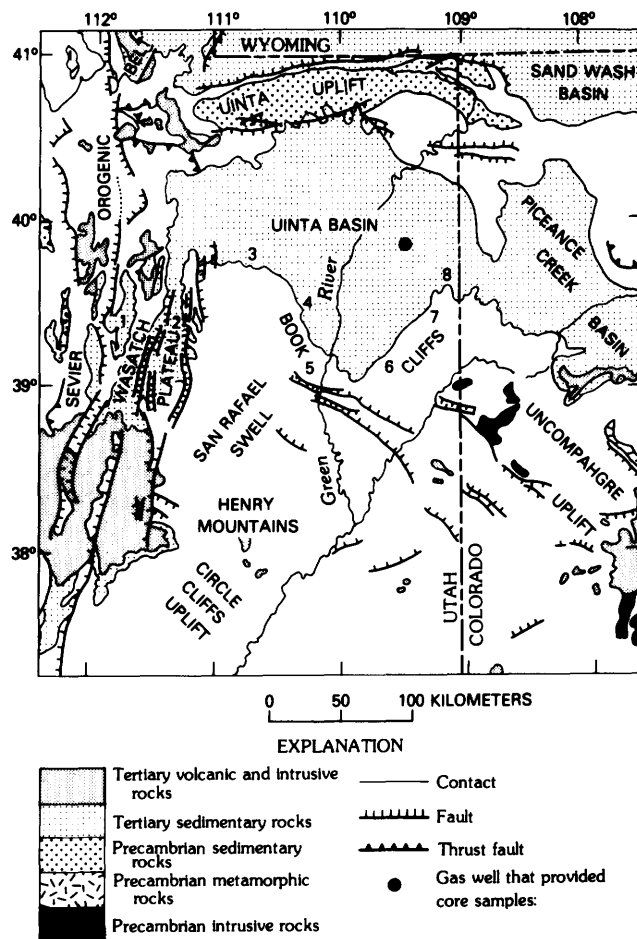 112° 111° 110° 109° 108°
41°
WYOMING
BEL
SAND WASH
BASIN
UINTA UPLIFT
OROGENIC
40°
UINTA BASIN
PICEANCE
CREEK
BASIN
3
8
4
River
7
BOOK
CLIFFS
5
6
1
2
WASATCH
PLATEAU
SEVIER
39°
SAN RAFAEL
SWELL
UNCOMPAHGRE
UPLIFT
Green
HENRY
MOUNTAINS
38°
CIRCLE
CLIFFS
UPLIFT
UTAH
COLORADO
0 50 100 KILOMETERS
EXPLANATION
Tertiary volcanic and intrusive
rocks
Tertiary sedimentary rocks
Precambrian sedimentary
rocks
Precambrian metamorphic
rocks
Precambrian intrusive rocks
Contact
Fault
Thrust fault
Gas well that provided
core samples: